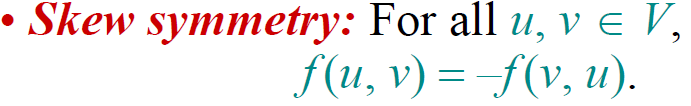 • Skew symmetry: For all u, v ∈ V,
f(u, v) = –f(v, u).